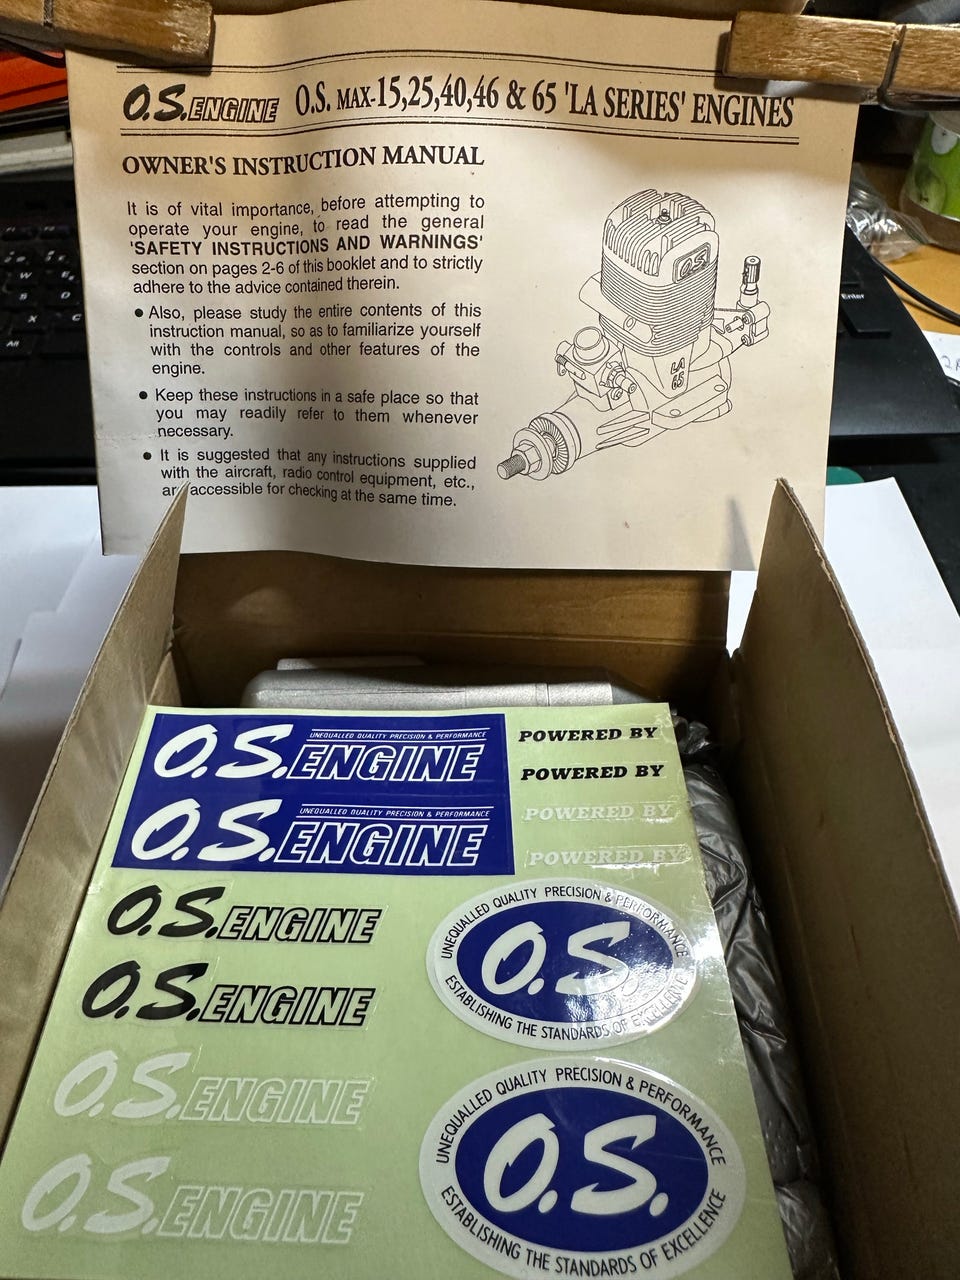 O.S.ENGINE O.S. MAX-15,25,40,46 & 65 'LA SERIES' ENGINES
OWNER'S INSTRUCTION MANUAL
It is of vital importance, before attempting to
operate your engine, to read the general
'SAFETY INSTRUCTIONS AND WARNINGS'
section on pages 2-6 of this booklet and to strictly
adhere to the advice contained therein.
● Also, please study the entire contents of this
instruction manual, so as to familiarize yourself
with the controls and other features of the
engine.
● Keep these instructions in a safe place so that
you may readily refer to them whenever
necessary.
● It is suggested that any instructions supplied
with the aircraft, radio control equipment, etc.,
are accessible for checking at the same time.
O.S.
LA
65
Enter
Alt
W
E
S
X
C
UNEQUALLED QUALITY PRECISION & PERFORMANCE
O.S.ENGINE
UNEQUALLED QUALITY PRECISION & PERFORMANCE
O.S.ENGINE
POWERED BY
POWERED BY
POWERED BY
POWERED BY
O.S.ENGINE
O.S.ENGINE
O.S.ENGINE
O.S.ENGINE
UNEQUALLED QUALITY PRECISION & PERFORMANCE
O.S.
ESTABLISHING THE STANDARDS OF EXCELLENCE
UNEQUALLED QUALITY PRECISION & PERFORMANCE
O.S.
ESTABLISHING THE STANDARDS OF EXCELLENCE